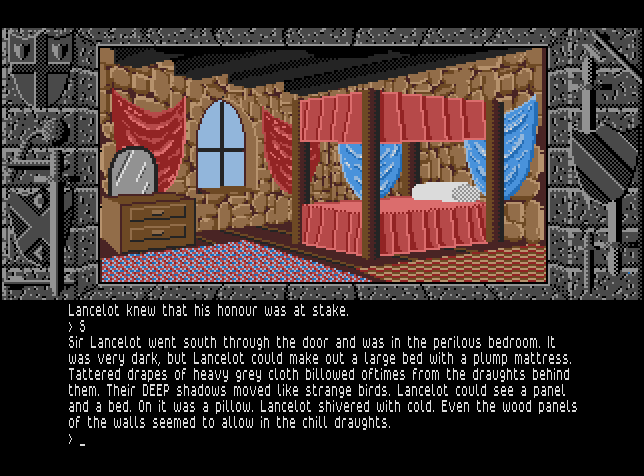 Lancelot knew that his honour was at stake.
> S
Sir Lancelot went south through the door and was in the perilous bedroom. It
was very dark, but Lancelot could make out a large bed with a plump mattress.
Tattered drapes of heavy grey cloth billowed oftimes from the draughts behind
them. Their DEEP shadows moved like strange birds. Lancelot could see a panel
and a bed. On it was a pillow. Lancelot shivered with cold. Even the wood panels
of the walls seemed to allow in the chill draughts.
> _